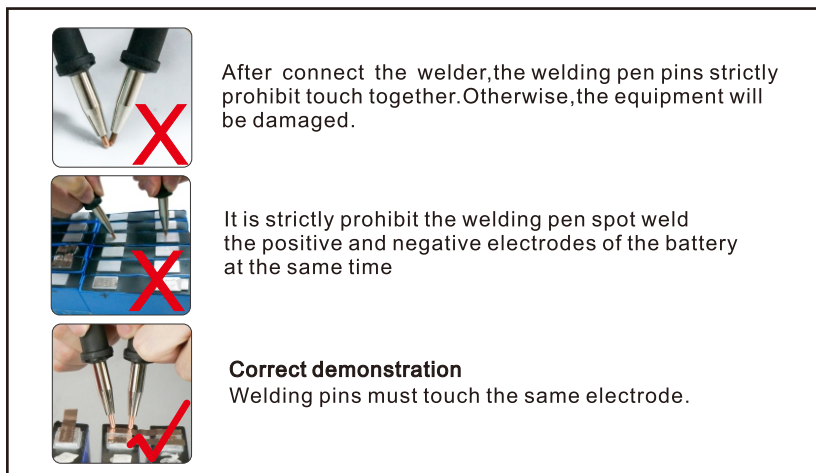 After connect the welder,the welding pen pins strictly
prohibit touch together.Otherwise,the equipment will
be damaged.
It is strictly prohibit the welding pen spot weld
the positive and negative electrodes of the battery
at the same time
Correct demonstration
Welding pins must touch the same electrode.